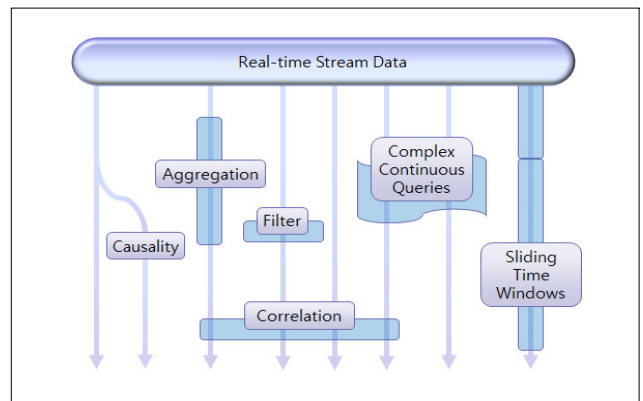 Real-time Stream Data
Complex
Continuous
Queries
Aggregation
Filter
Causality
Sliding
Time
Windows
Correlation